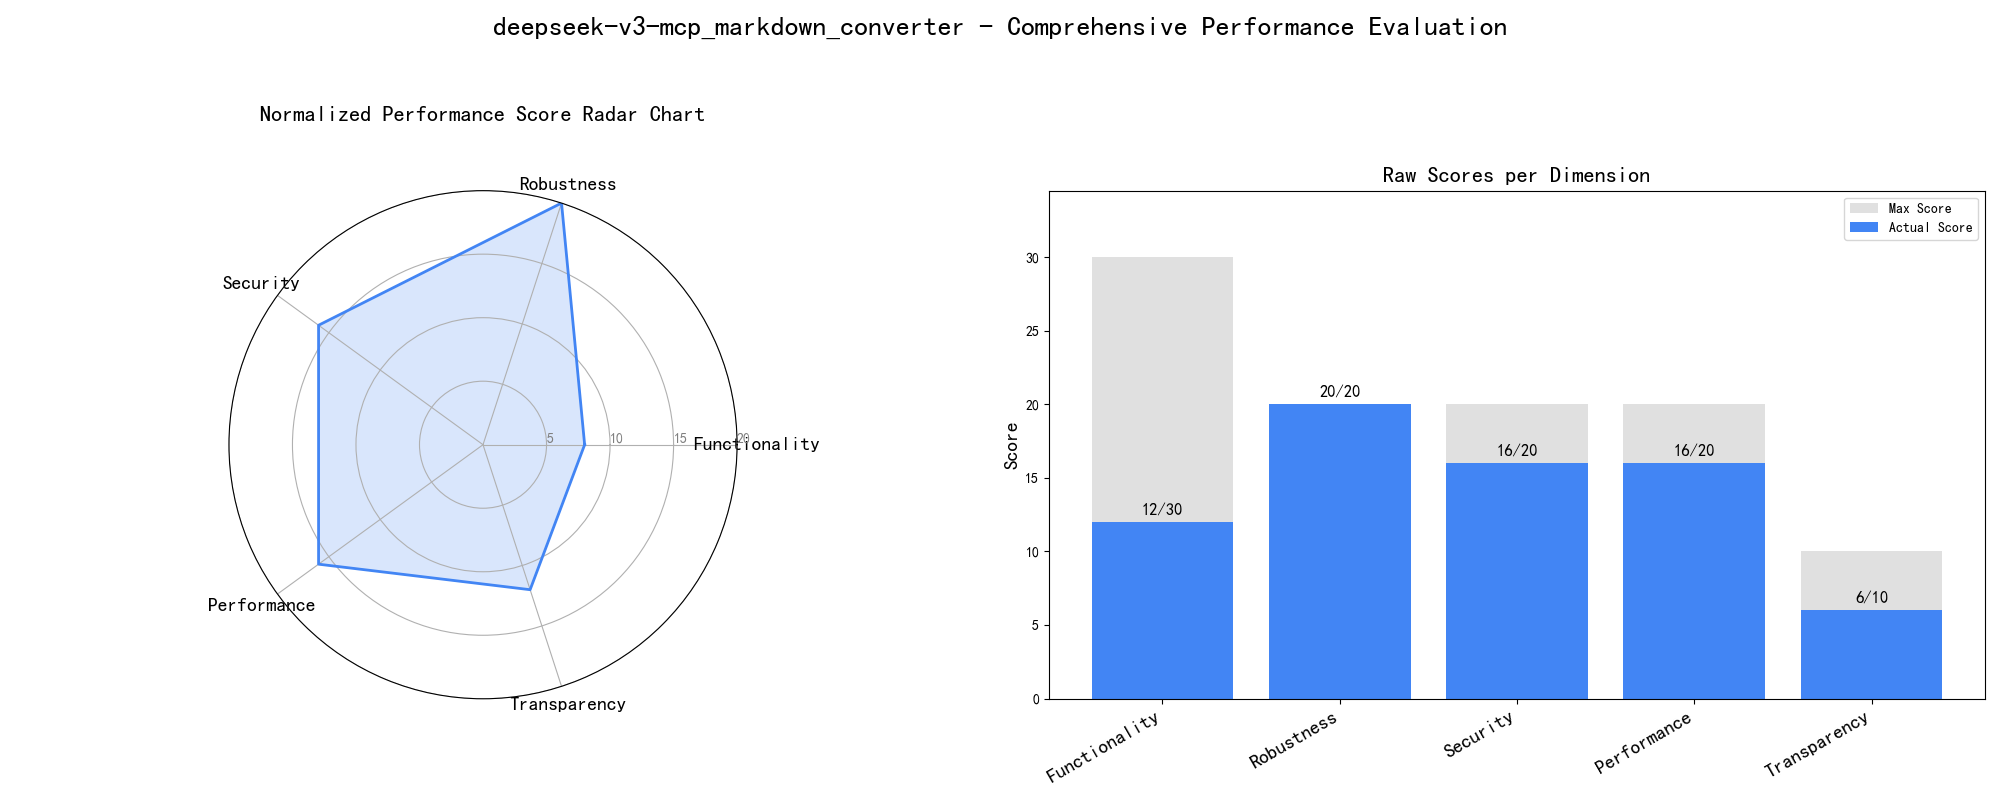 deepseek-v3-mcp_markdown_converter - Comprehensive Performance Evaluation
Normalized Performance Score Radar Chart
Robustness
Security
Functionality
Performance
Transparency
5
10
15
20
Raw Scores per Dimension
Max Score
Actual Score
Score
30
25
20
15
10
5
0
12/30
20/20
16/20
16/20
6/10
Functionality
Robustness
Security
Performance
Transparency